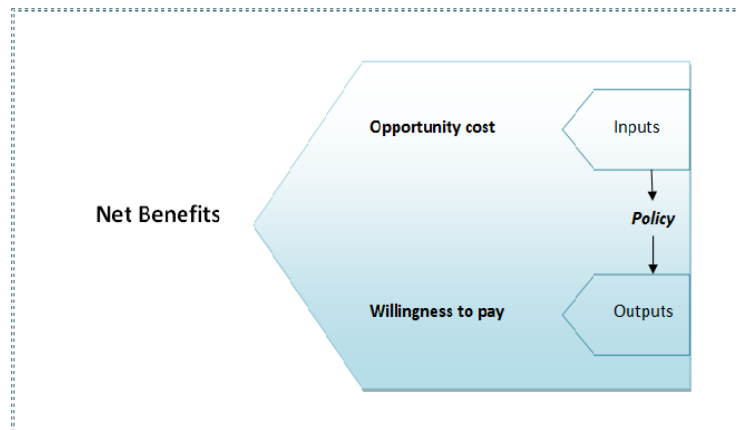 Opportunity cost
Inputs
Net Benefits
Policy
Willingness to pay
Outputs